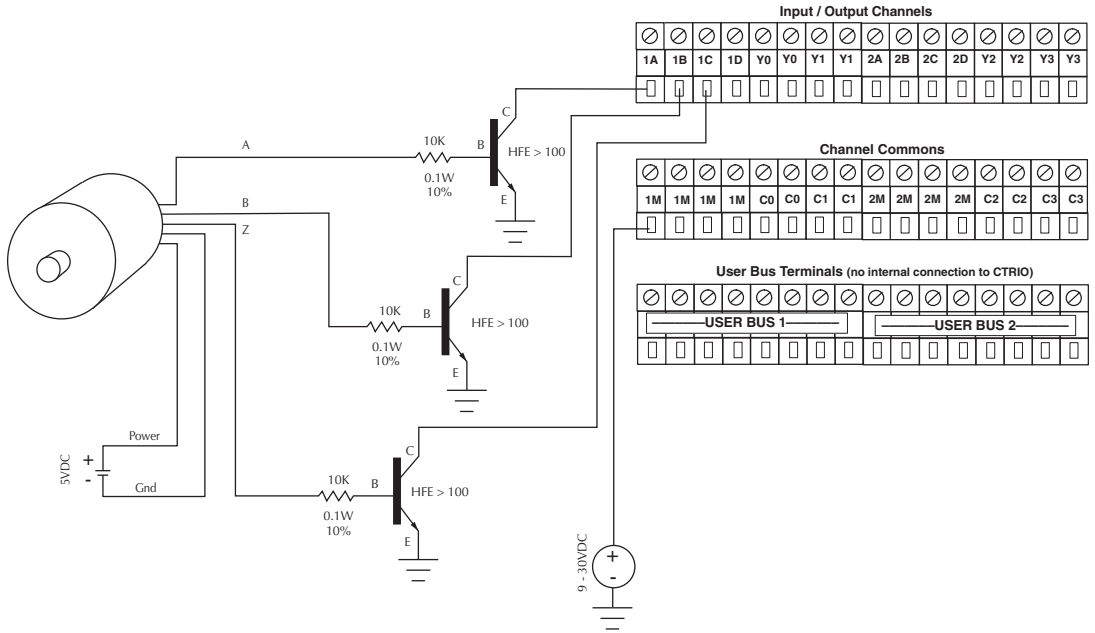 Input / Output Channels
1A 1B 1C 1D Y0 Y0 Y1 Y1 2A 2B 2C 2D Y2 Y2 Y3 Y3
C
A
10K
B
HFE > 100
0.1W
10%
E
Channel Commons
1M 1M 1M 1M C0 C0 C1 C1 2M 2M 2M 2M C2 C2 C3 C3
B
Z
User Bus Terminals (no internal connection to CTRIO)
USER BUS 1
USER BUS 2
C
10K
B
HFE > 100
0.1W
10%
E
Power
5VDC
+
-
Gnd
C
10K
B
HFE > 100
0.1W
10%
E
9 - 30VDC
+
-